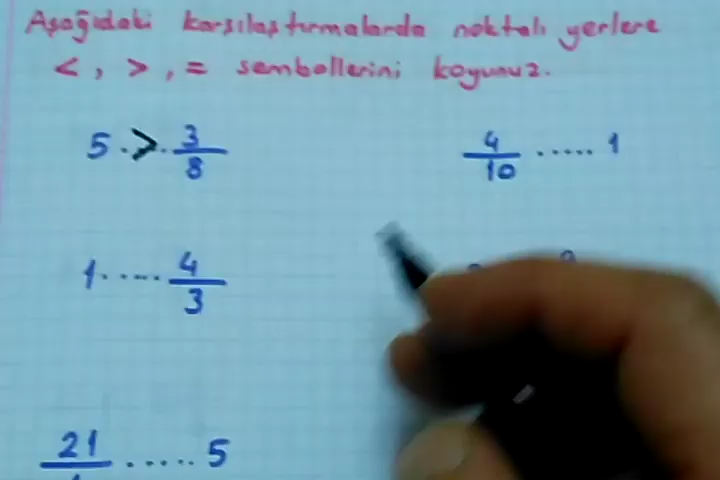 Aşağıdaki karşılaştırmalarda noktalı yerlere
< , > , = sembollerini koyunuz.
5 ..>.. 3/8
4/10 ..... 1
1 ..... 4/3
21 ...... 5